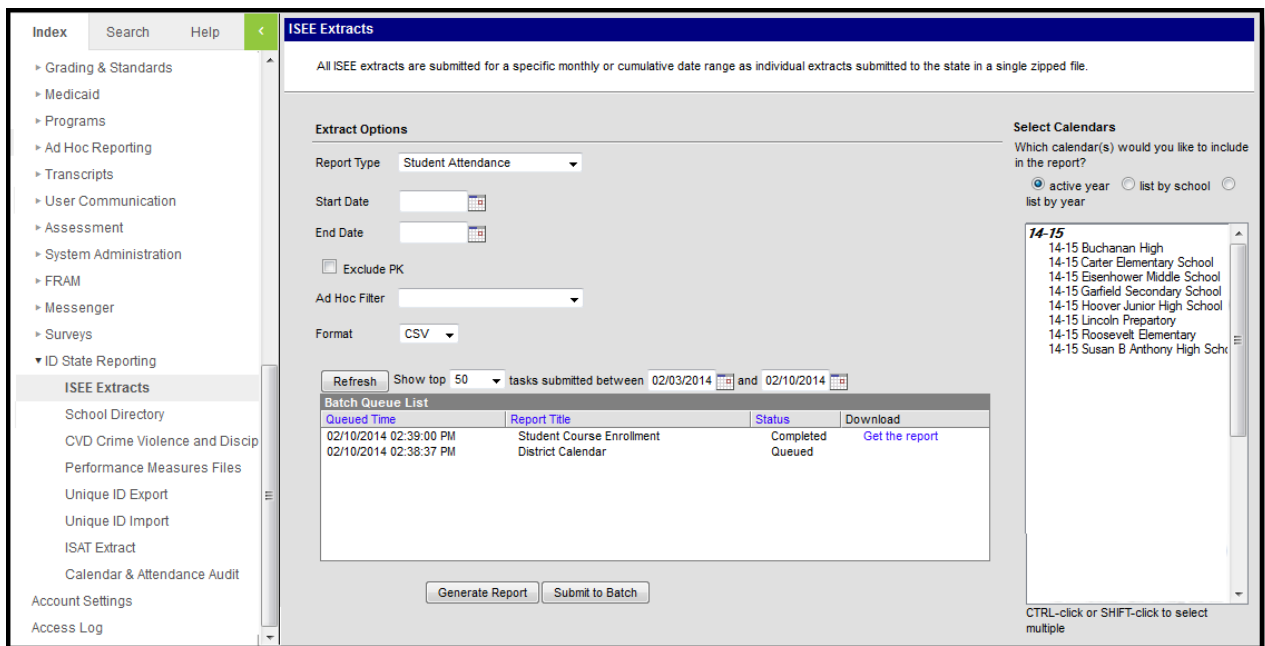 Index Search Help <
Grading & Standards
Medicaid
Programs
Ad Hoc Reporting
Transcripts
User Communication
Assessment
System Administration
FRAM
Messenger
Surveys
ID State Reporting
ISEE Extracts
School Directory
CVD Crime Violence and Discip
Performance Measures Files
Unique ID Export
Unique ID Import
ISAT Extract
Calendar & Attendance Audit
Account Settings
Access Log
ISEE Extracts
All ISEE extracts are submitted for a specific monthly or cumulative date range as individual extracts submitted to the state in a single zipped file.
Extract Options
Report Type Student Attendance
Start Date
End Date
Exclude PK
Ad Hoc Filter
Format CSV
Refresh Show top 50 tasks submitted between 02/03/2014 and 02/10/2014
Batch Queue List
Queued Time Report Title Status Download
02/10/2014 02:39:00 PM Student Course Enrollment Completed Get the report
02/10/2014 02:38:37 PM District Calendar Queued
Generate Report Submit to Batch
Select Calendars
Which calendar(s) would you like to include
in the report?
active year list by school
list by year
14-15
14-15 Buchanan High
14-15 Carter Elementary School
14-15 Eisenhower Middle School
14-15 Garfield Secondary School
14-15 Hoover Junior High School
14-15 Lincoln Prepartory
14-15 Roosevelt Elementary
14-15 Susan B Anthony High Scho
CTRL-click or SHIFT-click to select
multiple